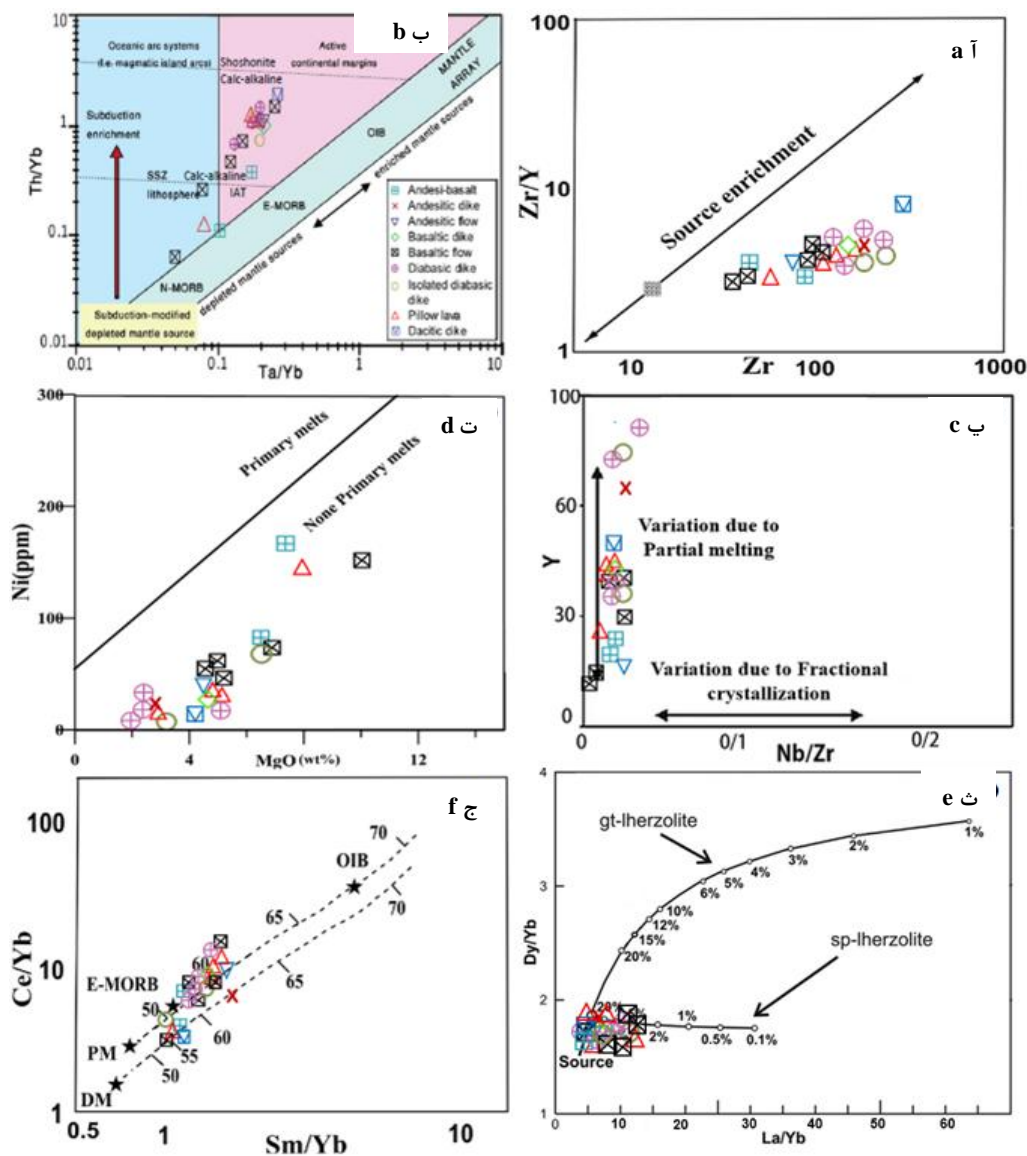 ب b
10
1
0.1
0.01
Th/Yb
Oceanic arc systems
(i.e. magmatic island arcs)
Active
continental margins
Shoshonite
Calc-alkaline
Subduction
enrichment
SSZ
lithosphere
Calc-alkaline
IAT
MANTLE
ARRAY
OIB
E-MORB
N-MORB
enriched mantle sources
depleted mantle sources
Subduction-modified
depleted mantle source
Andesi-basalt
Andesitic dike
Andesitic flow
Basaltic dike
Basaltic flow
Diabasic dike
Isolated diabasic
dike
Pillow lava
Dacitic dike
0.01
0.1
1
10
Ta/Yb
آ a
100
10
1
Zr/Y
Source enrichment
10
Zr
100
1000
ت d
300
200
100
0
Ni(ppm)
Primary melts
None Primary melts
0
4
MgO (wt%)
12
پ c
100
60
30
0
Y
Variation due to
Partial melting
Variation due to Fractional
crystallization
0
0/1
0/2
Nb/Zr
ج f
100
10
1
Ce/Yb
70
OIB
65
70
60
65
E-MORB
50
60
PM
55
50
DM
0.5
1
10
Sm/Yb
ث e
4
3
2
1
Dy/Yb
gt-lherzolite
1%
2%
3%
4%
5%
6%
10%
12%
15%
20%
sp-lherzolite
20%
2%
1%
0.5%
0.1%
Source
0
10
20
30
40
50
60
La/Yb